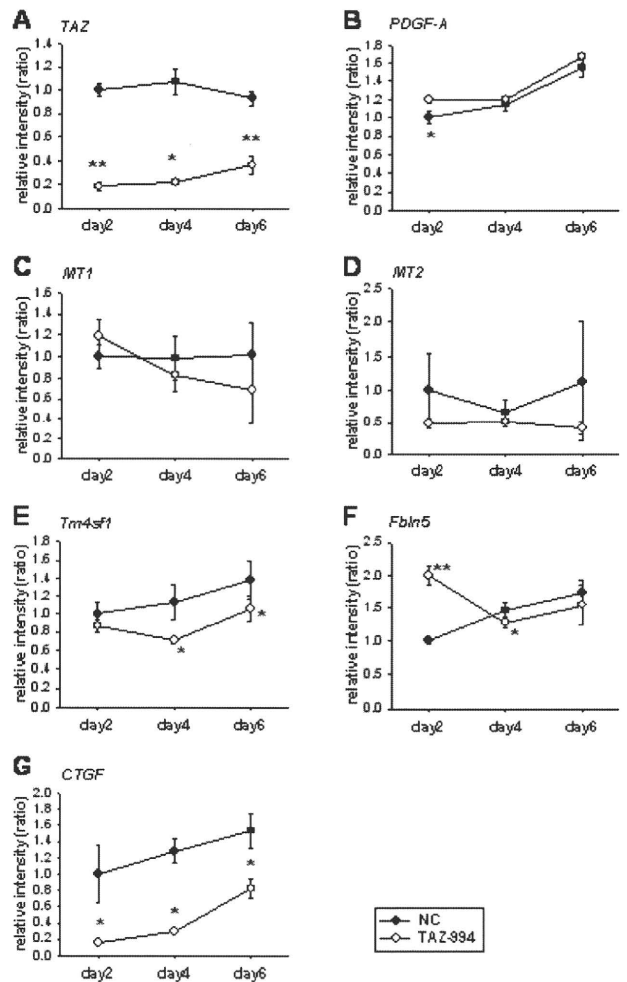 A TAZ
relative intensity (ratio)
1.4
1.2
1.0
0.8
0.6
0.4
0.2
0.0
** * **
day2 day4 day6
B PDGF-A
relative intensity (ratio)
1.8
1.6
1.4
1.2
1.0
0.8
0.6
0.4
0.2
0.0
*
day2 day4 day6
C MT1
relative intensity (ratio)
1.6
1.4
1.2
1.0
0.8
0.6
0.4
0.2
0.0
day2 day4 day6
D MT2
relative intensity (ratio)
2.5
2.0
1.5
1.0
0.5
0.0
day2 day4 day6
E Tm4sf1
relative intensity (ratio)
1.8
1.6
1.4
1.2
1.0
0.8
0.6
0.4
0.2
0.0
* *
day2 day4 day6
F Fbln5
relative intensity (ratio)
2.5
2.0
1.5
1.0
0.5
0.0
** *
day2 day4 day6
G CTGF
relative intensity (ratio)
2.0
1.8
1.6
1.4
1.2
1.0
0.8
0.6
0.4
0.2
0.0
* * *
day2 day4 day6
NC
TAZ-994